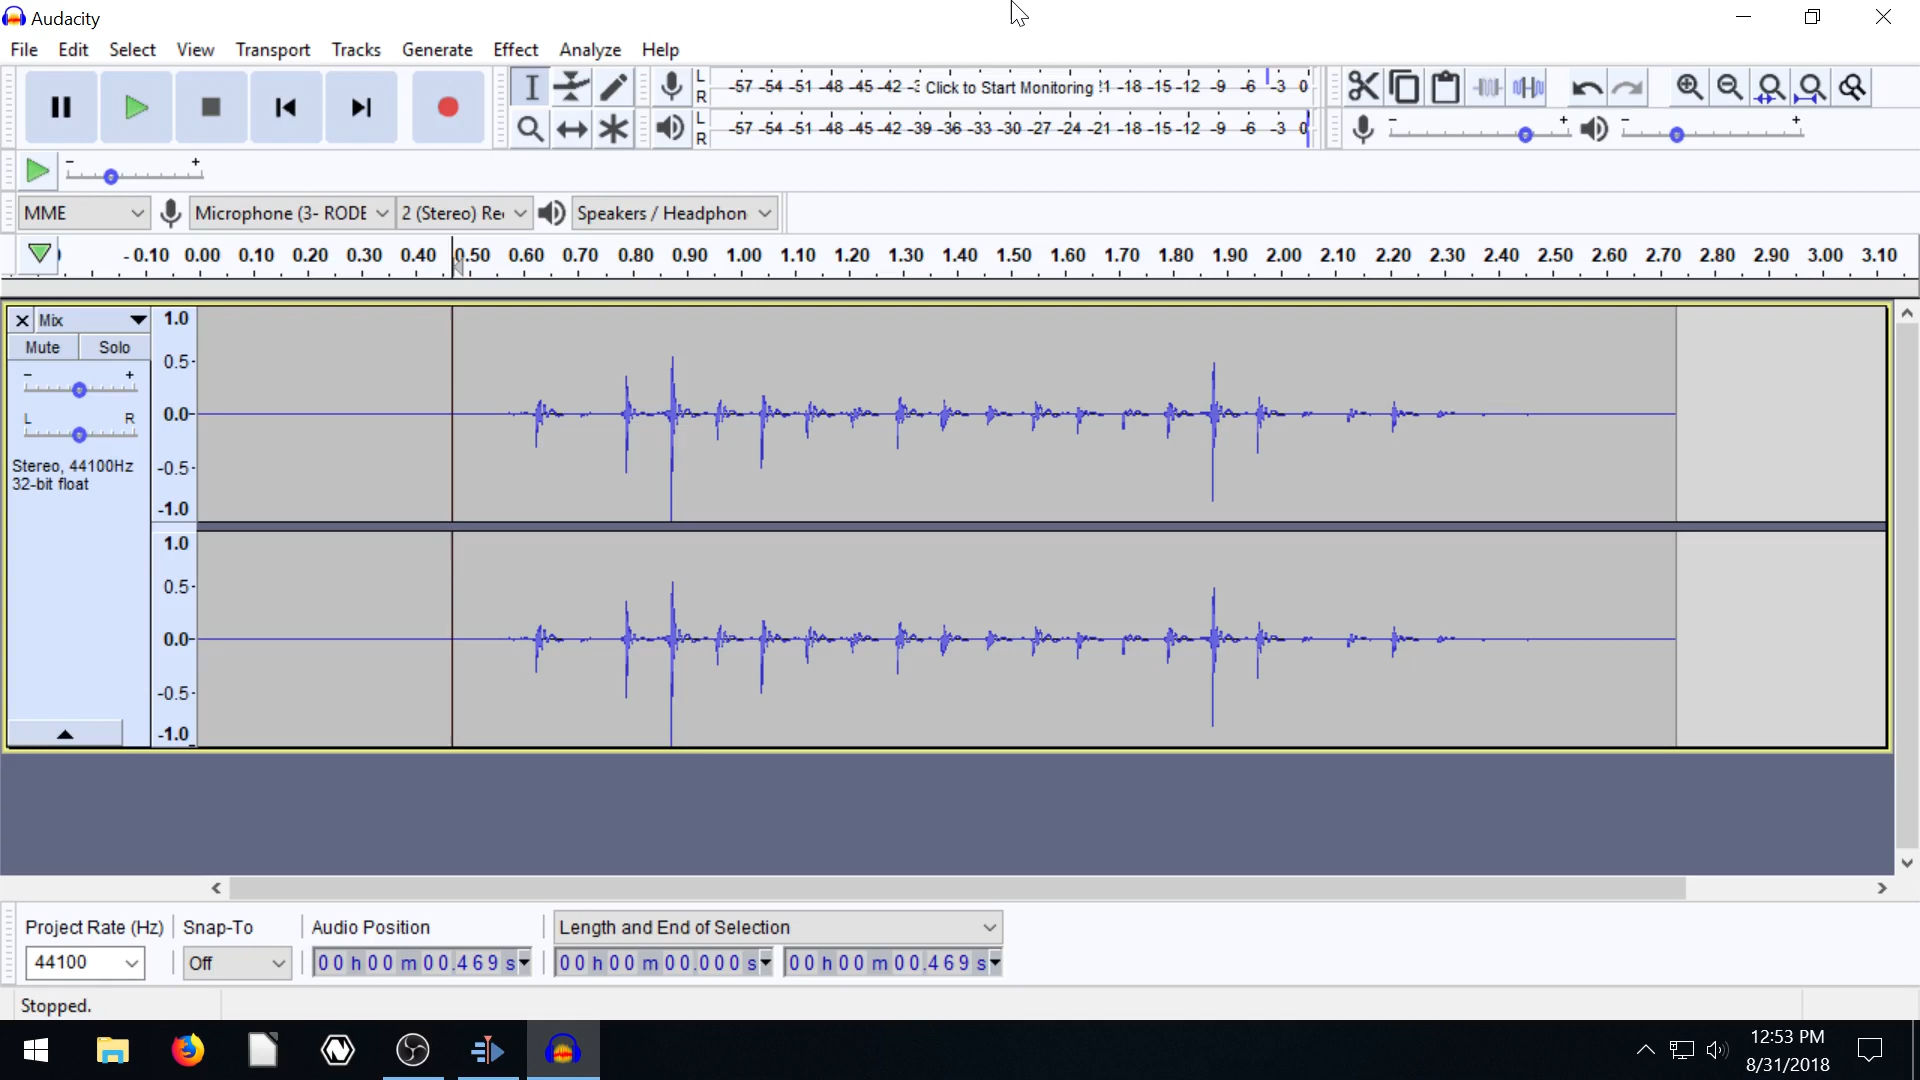 Audacity
File Edit Select View Transport Tracks Generate Effect Analyze Help
L
R
-57 -54 -51 -48 -45 -42 -3 Click to Start Monitoring !1 -18 -15 -12 -9 -6 -3 0
L
R
-57 -54 -51 -48 -45 -42 -39 -36 -33 -30 -27 -24 -21 -18 -15 -12 -9 -6 -3 0
- +
- +
- +
MME Microphone (3- RODE 2 (Stereo) Re Speakers / Headphon
-0.10 0.00 0.10 0.20 0.30 0.40 0.50 0.60 0.70 0.80 0.90 1.00 1.10 1.20 1.30 1.40 1.50 1.60 1.70 1.80 1.90 2.00 2.10 2.20 2.30 2.40 2.50 2.60 2.70 2.80 2.90 3.00 3.10
Mix
Mute Solo
- +
L R
Stereo, 44100Hz
32-bit float
1.0
0.5
0.0
-0.5
-1.0
1.0
0.5
0.0
-0.5
-1.0
Project Rate (Hz) Snap-To Audio Position Length and End of Selection
44100 Off 00 h 00 m 00.469 s 00 h 00 m 00.000 s 00 h 00 m 00.469 s
Stopped.
12:53 PM
8/31/2018